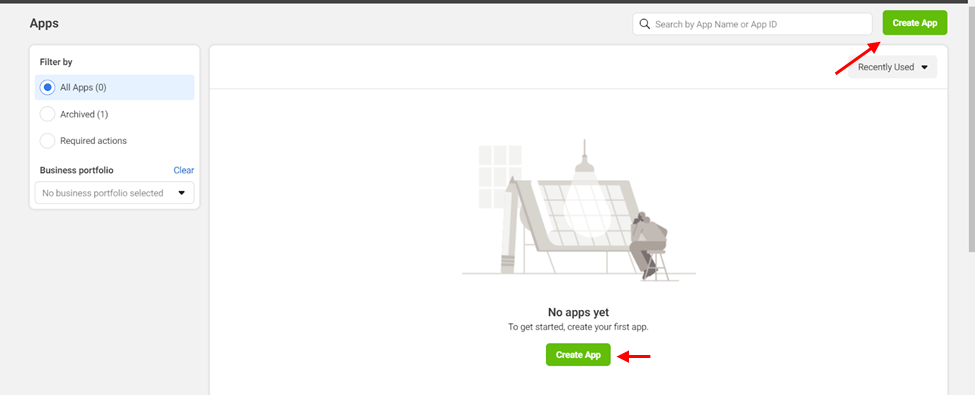 Apps
Search by App Name or App ID
Create App
Filter by
All Apps (0)
Archived (1)
Required actions
Business portfolio
Clear
No business portfolio selected
Recently Used
No apps yet
To get started, create your first app.
Create App